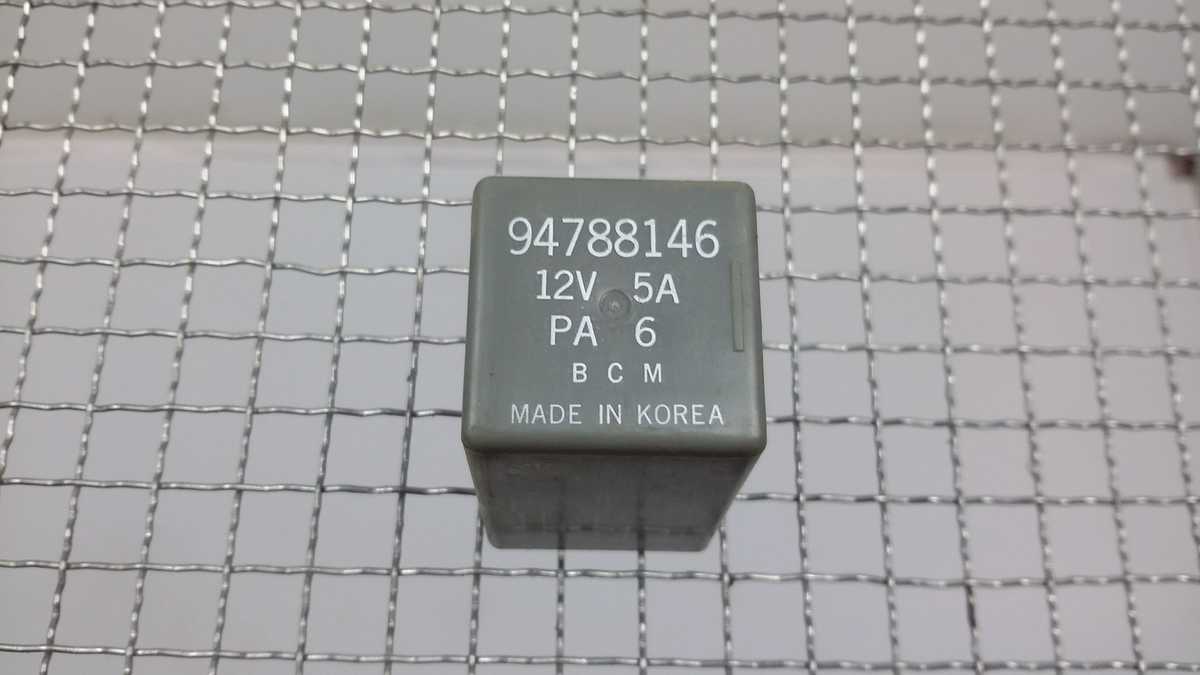 94788146
12V 5A
PA 6
B C M
MADE IN KOREA